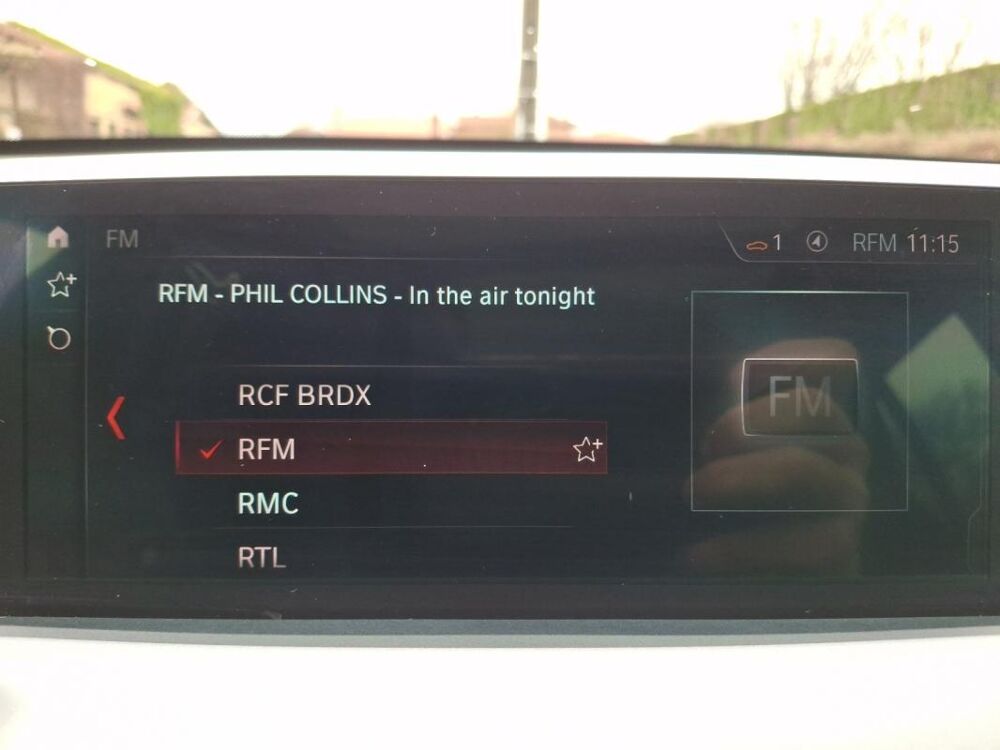 FM
1 RFM 11:15
RFM - PHIL COLLINS - In the air tonight
RCF BRDX
RFM
RMC
RTL
FM